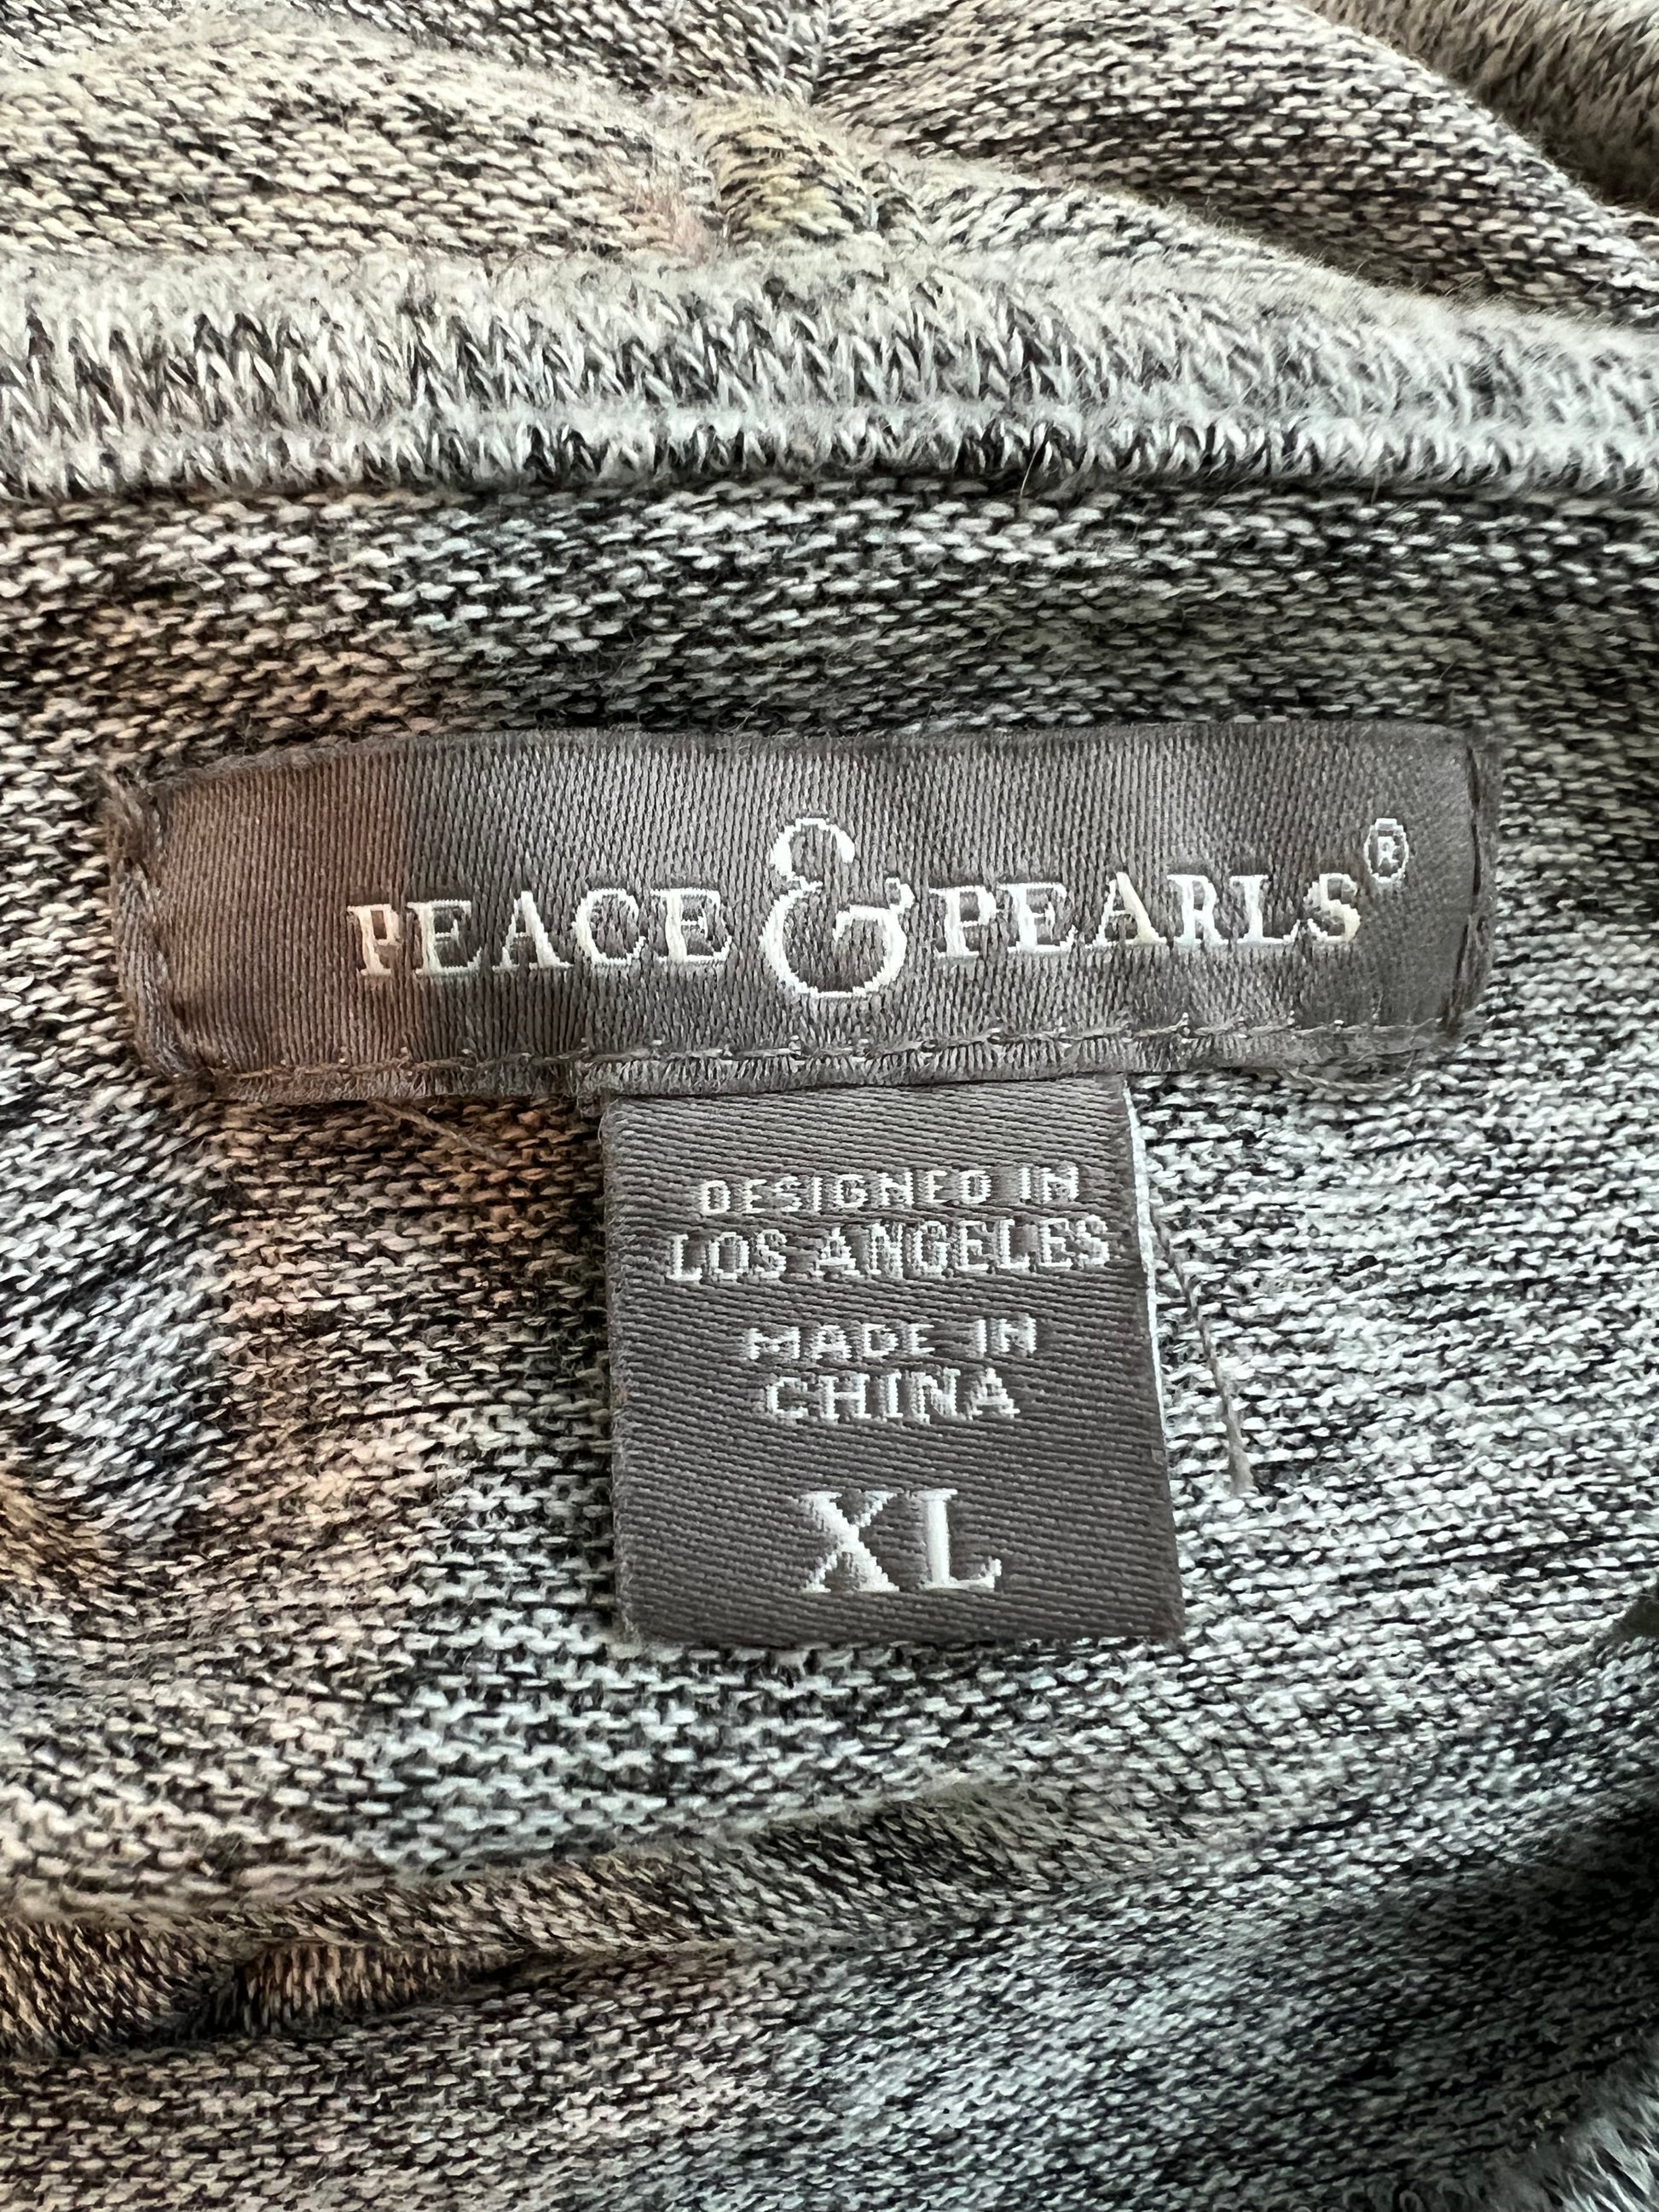 PEACE & PEARLS®
DESIGNED IN
LOS ANGELES
MADE IN
CHINA
XL